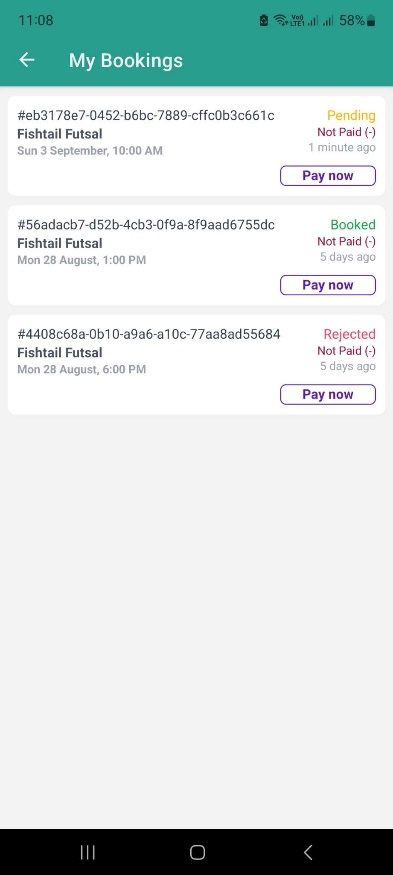 11:08
Vo)) LTE1 58%
My Bookings
#eb3178e7-0452-b6bc-7889-cffc0b3c661c Pending
Fishtail Futsal Not Paid (-)
Sun 3 September, 10:00 AM 1 minute ago
Pay now
#56adacb7-d52b-4cb3-0f9a-8f9aad6755dc Booked
Fishtail Futsal Not Paid (-)
Mon 28 August, 1:00 PM 5 days ago
Pay now
#4408c68a-0b10-a9a6-a10c-77aa8ad55684 Rejected
Fishtail Futsal Not Paid (-)
Mon 28 August, 6:00 PM 5 days ago
Pay now